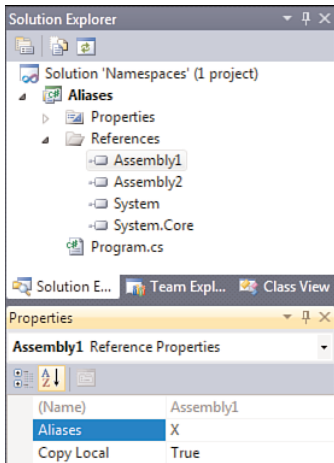 Solution Explorer
Solution 'Namespaces' (1 project)
Aliases
Properties
References
Assembly1
Assembly2
System
System.Core
Program.cs
Solution E... Team Expl... Class View
Properties
Assembly1 Reference Properties
(Name) Assembly1
Aliases X
Copy Local True